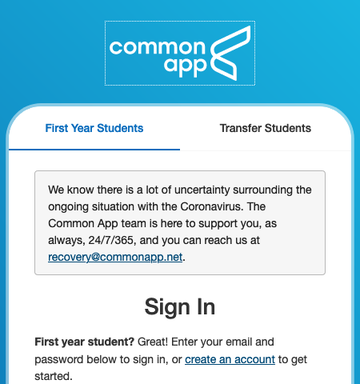 common
app
First Year Students
Transfer Students
We know there is a lot of uncertainty surrounding the
ongoing situation with the Coronavirus. The
Common App team is here to support you, as
always, 24/7/365, and you can reach us at
recovery@commonapp.net.
Sign In
First year student? Great! Enter your email and
password below to sign in, or create an account to get
started.